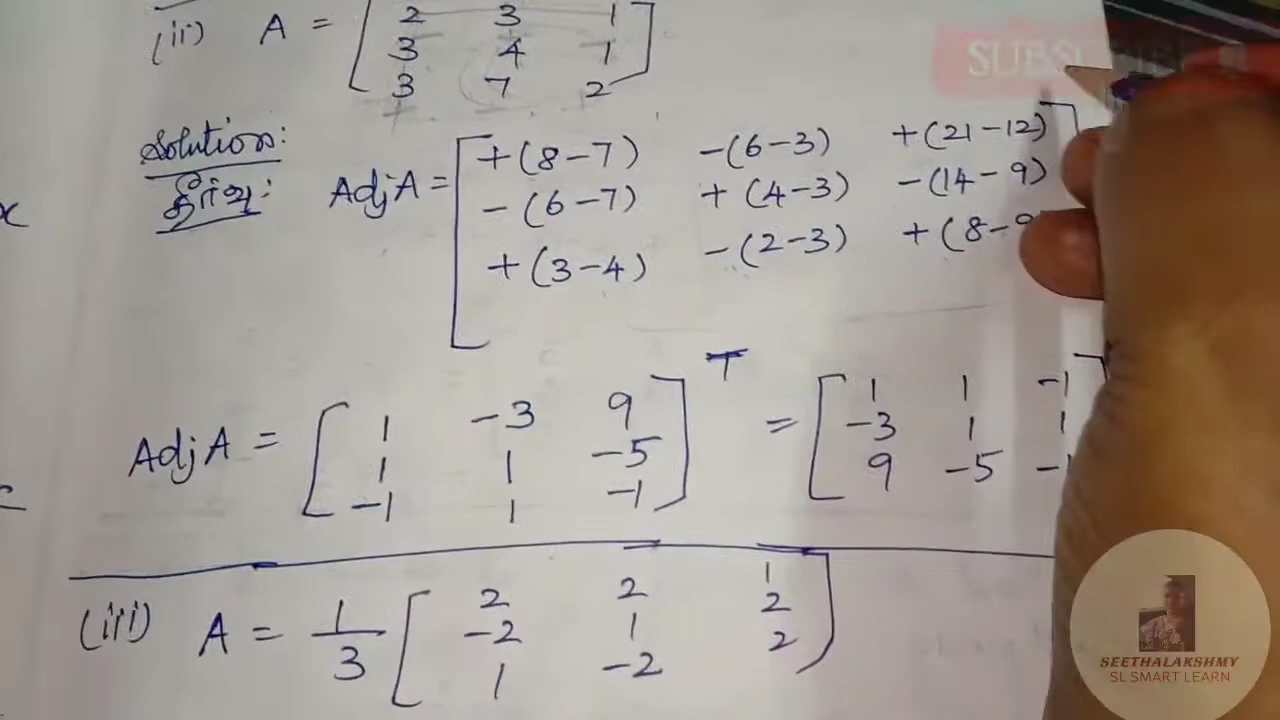 (ii) A = [ 2 3 1
3 4 1
3 7 2 ]
Solution:
தீர்வு:
AdjA = [ +(8-7) -(6-3) +(21-12) ]
-(6-7) +(4-3) -(14-9)
+(3-4) -(2-3) +(8-9
AdjA = [ 1 -3 9
1 1 -5
-1 1 -1 ] T = [ 1 1 -1
-3 1 1
9 -5 -1
(iii) A = 1/3 [ 2 2 1
-2 1 2
1 -2 2 ]
SEETHALAKSHMY
SL SMART LEARN